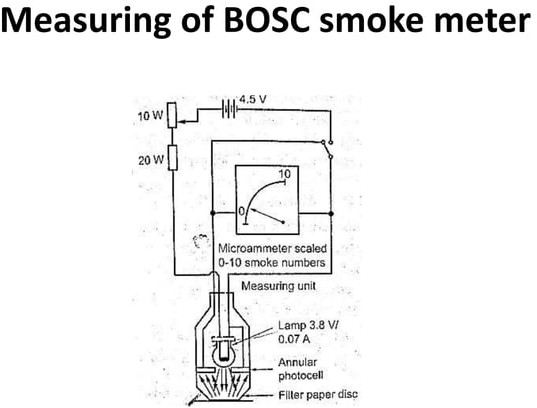 Measuring of BOSC smoke meter
4.5 V
10 W
20 W
10
0
Microammeter scaled
0-10 smoke numbers
Measuring unit
Lamp 3.8 V/
0.07 A
Annular
photocell
Filter paper disc